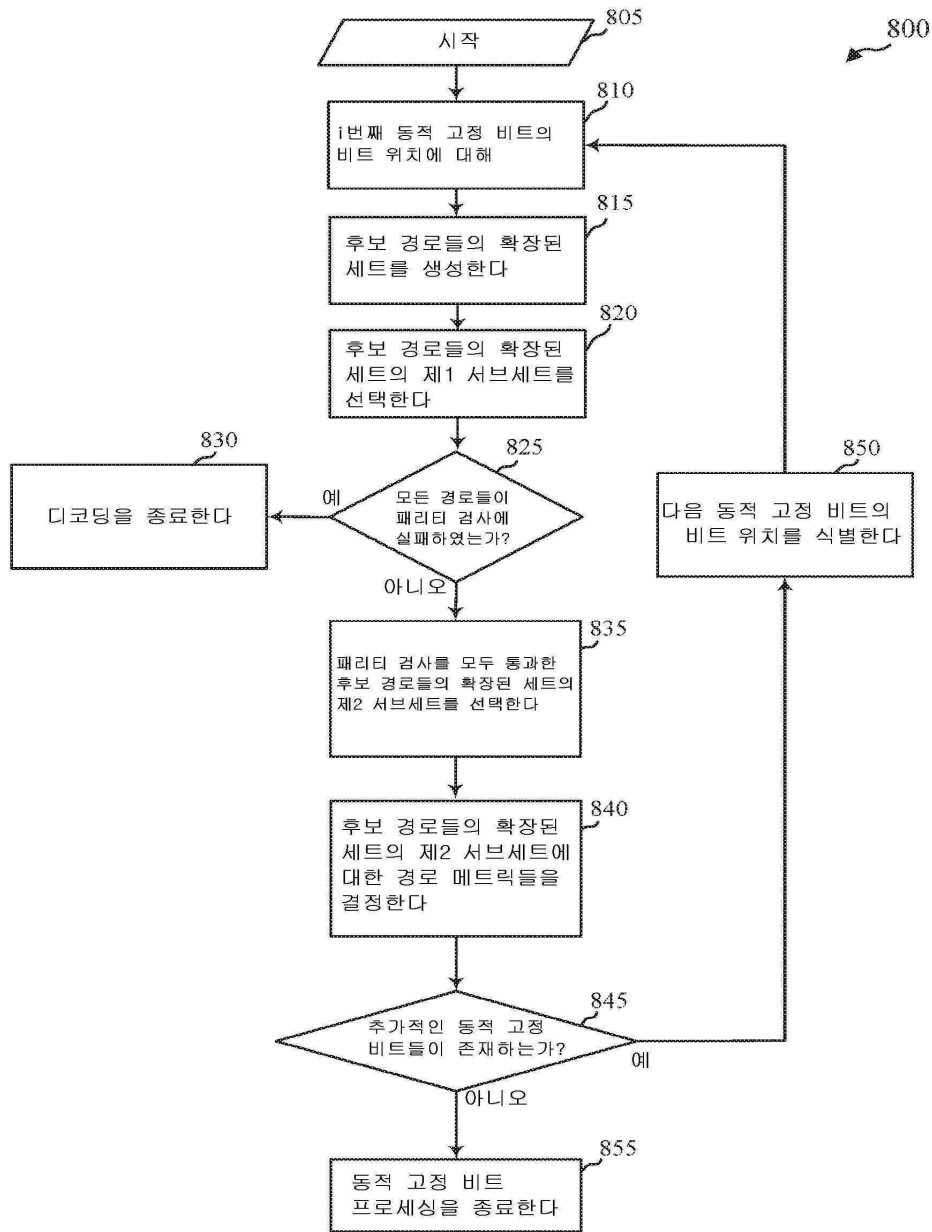 800
805
시작
810
i번째 동적 고정 비트의
비트 위치에 대해
815
후보 경로들의 확장된
세트를 생성한다
820
후보 경로들의 확장된
세트의 제1 서브세트를
선택한다
825
모든 경로들이
패리티 검사에
실패하였는가?
예
830
디코딩을 종료한다
아니오
835
패리티 검사를 모두 통과한
후보 경로들의 확장된 세트의
제2 서브세트를 선택한다
840
후보 경로들의 확장된
세트의 제2 서브세트에
대한 경로 메트릭들을
결정한다
845
추가적인 동적 고정
비트들이 존재하는가?
예
850
다음 동적 고정 비트의
비트 위치를 식별한다
아니오
855
동적 고정 비트
프로세싱을 종료한다